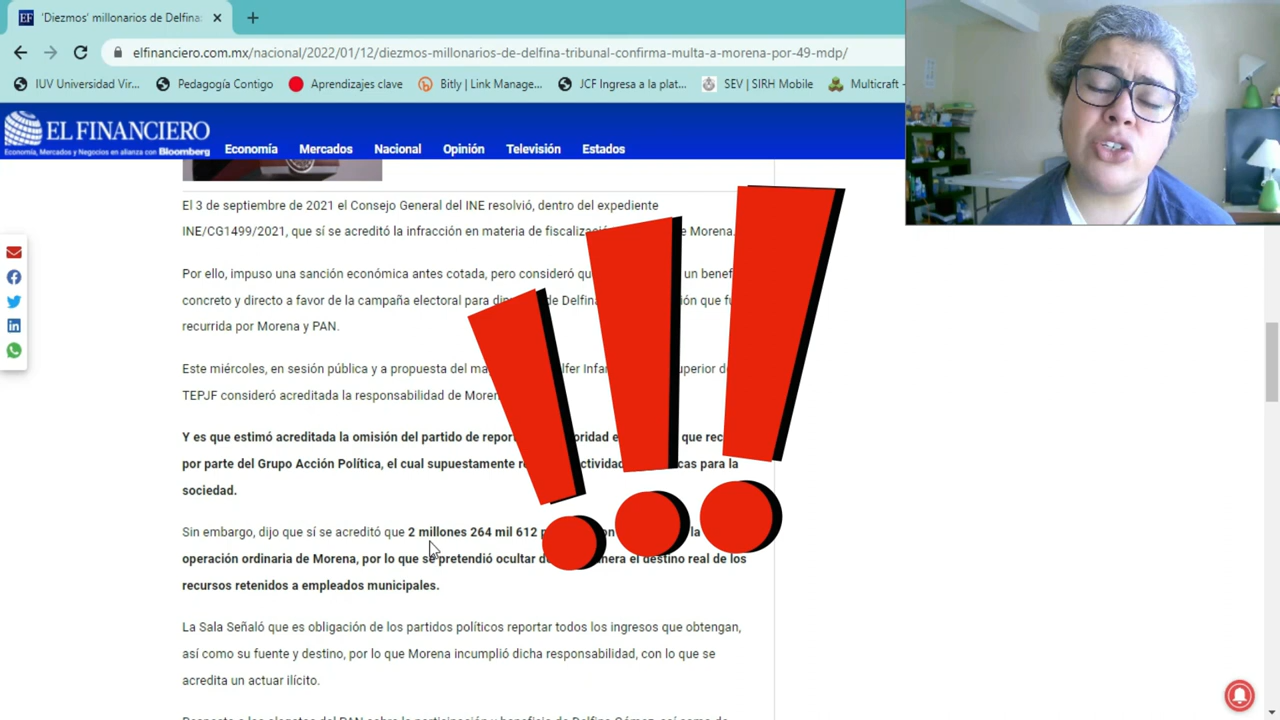 'Diezmos' millonarios de Delfina:
elfinanciero.com.mx/nacional/2022/01/12/diezmos-millonarios-de-delfina-tribunal-confirma-multa-a-morena-por-49-mdp/
IUV Universidad Vir... Pedagogía Contigo Aprendizajes clave Bitly | Link Manage... JCF Ingresa a la plat... SEV | SIRH Mobile Multicraft -
EL FINANCIERO
Economía, Mercados y Negocios en alianza con Bloomberg
Economía Mercados Nacional Opinión Televisión Estados
El 3 de septiembre de 2021 el Consejo General del INE resolvió, dentro del expediente
INE/CG1499/2021, que sí se acreditó la infracción en materia de Morena.
Por ello, impuso una sanción económica antes cotada, pero consideró un
concreto y directo a favor de la campaña electoral para de
recurrida por Morena y PAN.
Este miércoles, en sesión pública y a propuesta del
TEPJF consideró acreditada la responsabilidad de
Y es que estimó acreditada la omisión del partido de que
por parte del Grupo Acción Política, el cual supuestamente para la
sociedad.
Sin embargo, dijo que sí se acreditó que 2 millones 264 mil 612 la
operación ordinaria de Morena, por lo que se pretendió ocultar el destino real de los
recursos retenidos a empleados municipales.
La Sala Señaló que es obligación de los partidos políticos reportar todos los ingresos que obtengan,
así como su fuente y destino, por lo que Morena incumplió dicha responsabilidad, con lo que se
acredita un actuar ilícito.